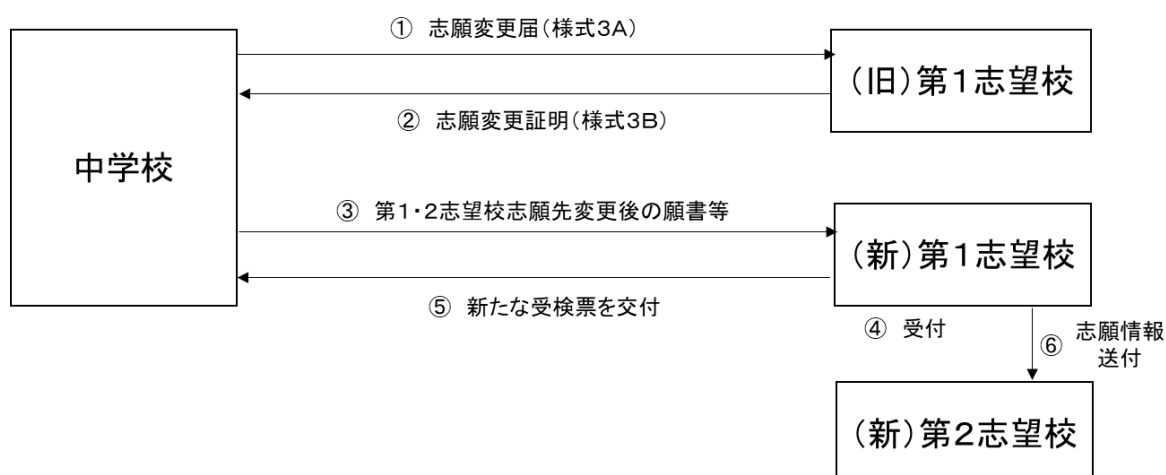 ① 志願変更届(様式3A)
(旧)第1志望校
② 志願変更証明(様式3B)
中学校
③ 第1・2志望校志願先変更後の願書等
(新)第1志望校
⑤ 新たな受検票を交付
④ 受付
⑥ 志願情報
送付
(新)第2志望校